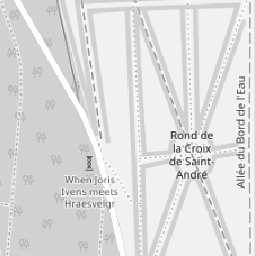 Rond de
la Croix
de Saint-
André
Allée du Bord de l'Eau
When Joris
Ivens meets
Hraesvelgr